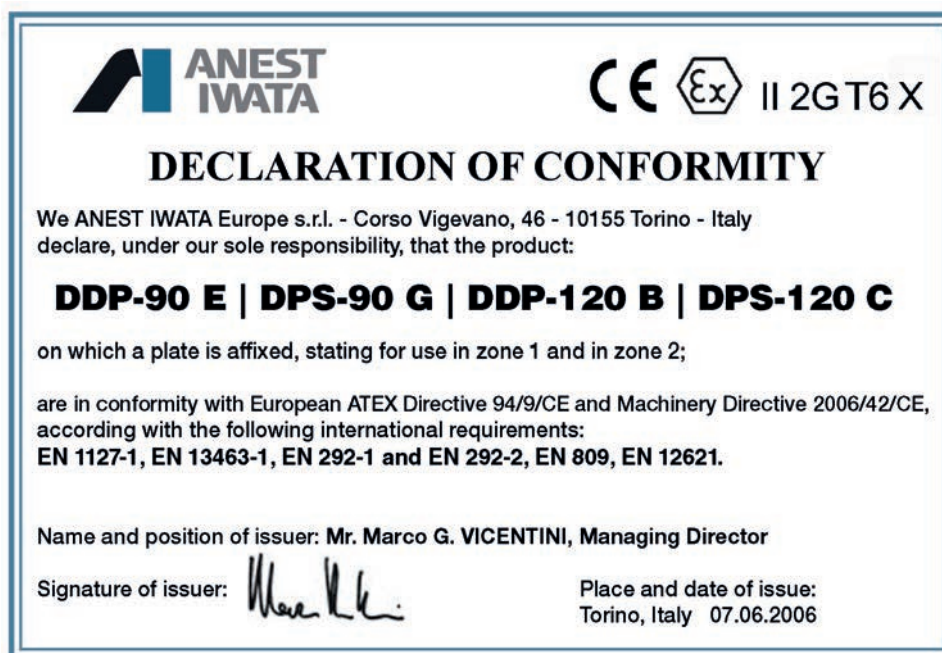 ANEST
IWATA
CE Ex II 2G T6 X
DECLARATION OF CONFORMITY
We ANEST IWATA Europe s.r.l. - Corso Vigevano, 46 - 10155 Torino - Italy
declare, under our sole responsibility, that the product:
DDP-90 E | DPS-90 G | DDP-120 B | DPS-120 C
on which a plate is affixed, stating for use in zone 1 and in zone 2;
are in conformity with European ATEX Directive 94/9/CE and Machinery Directive 2006/42/CE,
according with the following international requirements:
EN 1127-1, EN 13463-1, EN 292-1 and EN 292-2, EN 809, EN 12621.
Name and position of issuer: Mr. Marco G. VICENTINI, Managing Director
Signature of issuer:
Place and date of issue:
Torino, Italy 07.06.2006